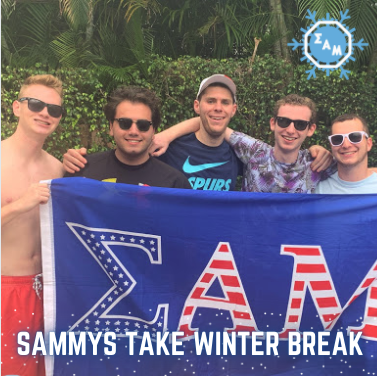 ΣΑΜ
SPURS
ΣΑΜ
SAMMYS TAKE WINTER BREAK